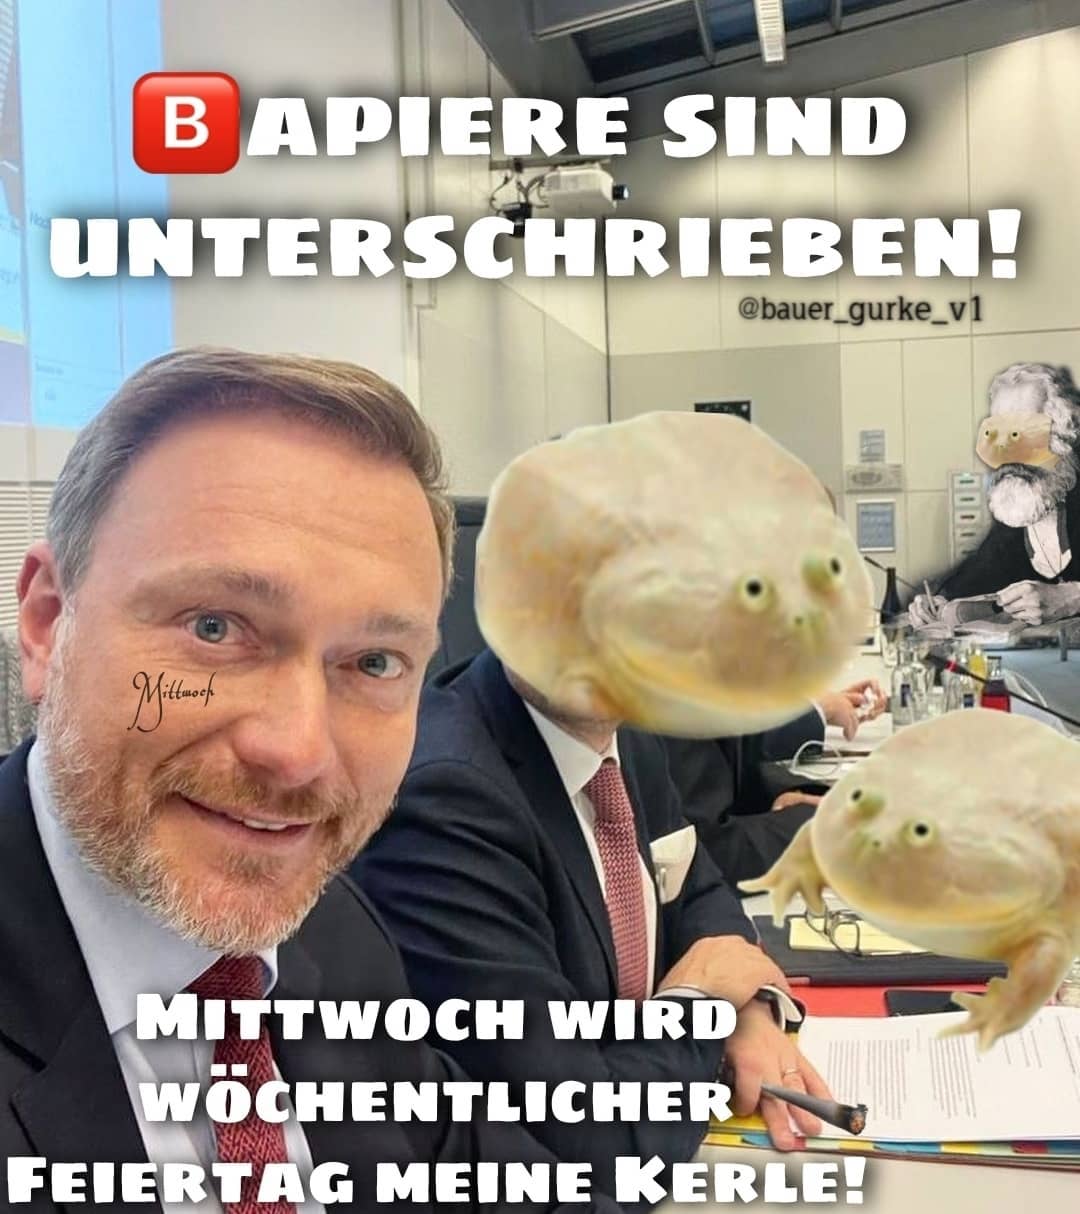 🅱️APIERE SIND
UNTERSCHRIEBEN!
@bauer_gurke_v1
Mittwoch
MITTWOCH WIRD
WÖCHENTLICHER
FEIERTAG MEINE KERLE!